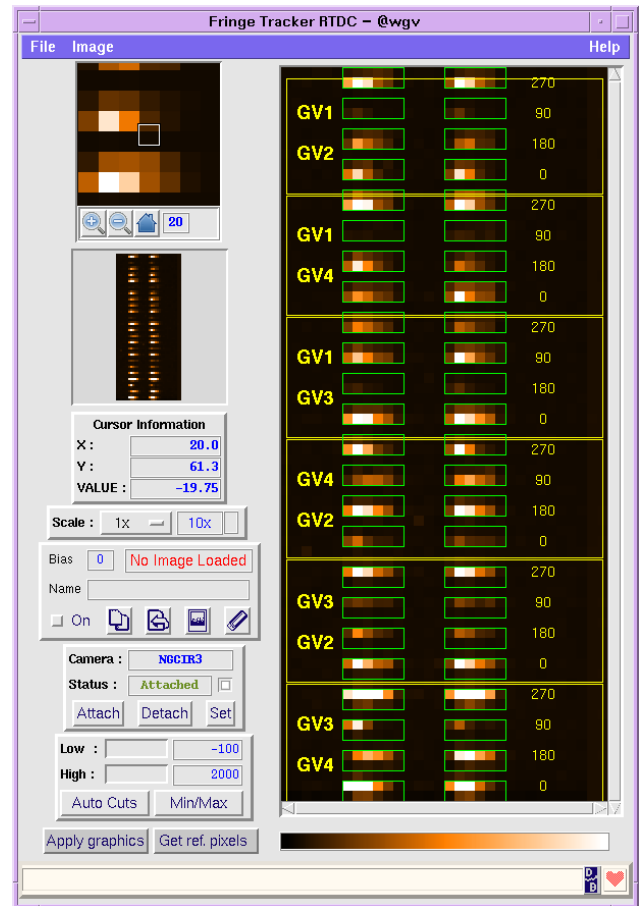 Fringe Tracker RTDC - @wgv
File Image Help
20
Cursor Information
X : 20.0
Y : 61.3
VALUE : -19.75
Scale : 1x 10x
Bias 0 No Image Loaded
Name
On
Camera : NGCIR3
Status : Attached
Attach Detach Set
Low : -100
High : 2000
Auto Cuts Min/Max
Apply graphics Get ref. pixels
270
GV1 90
GV2 180
0
270
GV1 90
GV4 180
0
270
GV1 90
GV3 180
0
270
GV4 90
GV2 180
0
270
GV3 90
GV2 180
0
270
GV3 90
GV4 180
0